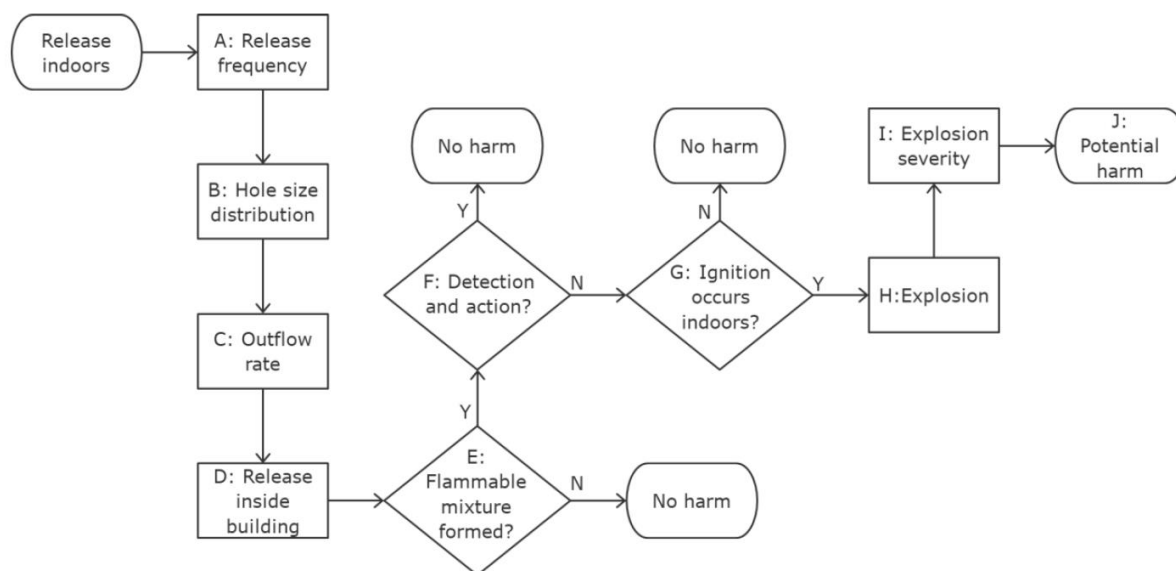 Release
indoors
A: Release
frequency
B: Hole size
distribution
C: Outflow
rate
D: Release
inside
building
E:
Flammable
mixture
formed?
N
No harm
Y
F: Detection
and action?
Y
No harm
N
G: Ignition
occurs
indoors?
N
No harm
Y
H:Explosion
I: Explosion
severity
J:
Potential
harm